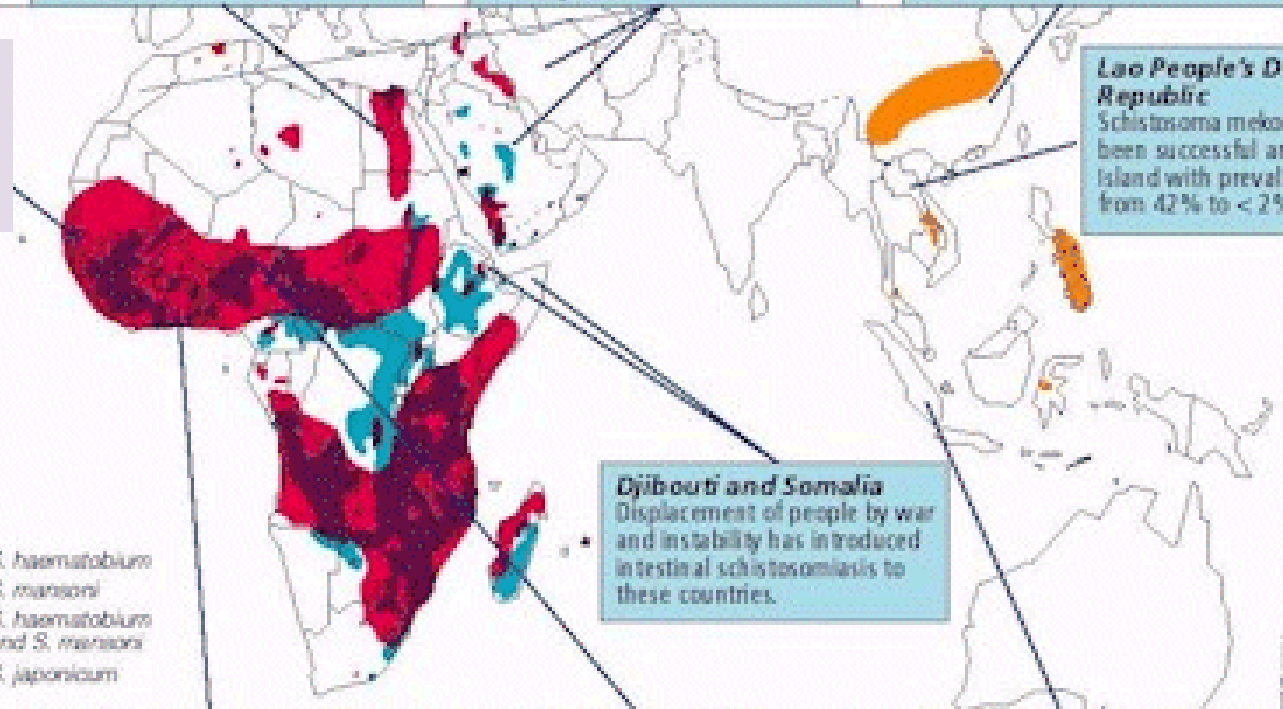 Lao People's D
Republic
Schistosoma meko
been successful a
Island with preval
from 42% to < 2%
Djibouti and Somalia
Displacement of people by war
and instability has introduced
intestinal schistosomiasis to
these countries.
. haematobium
. mansoni
. haematobium
nd S. mansoni
. japonicum